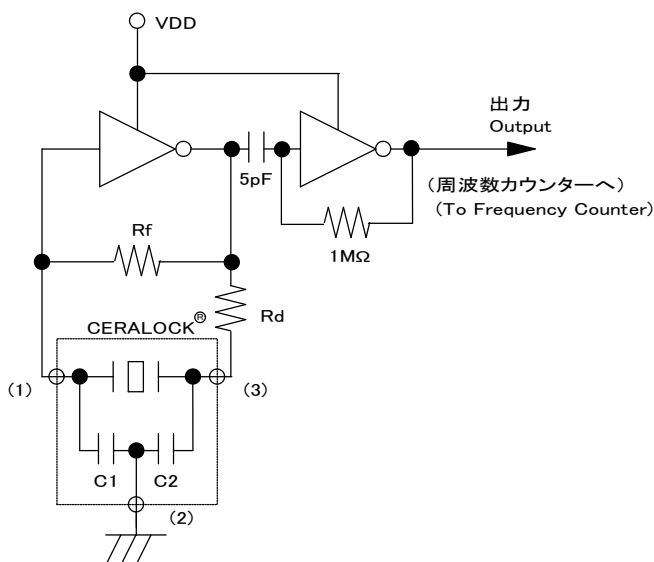 VDD
出力
Output
5pF
(周波数カウンターへ)
(To Frequency Counter)
Rf
1MΩ
Rd
CERALOCK®
(1)
(3)
C1
C2
(2)